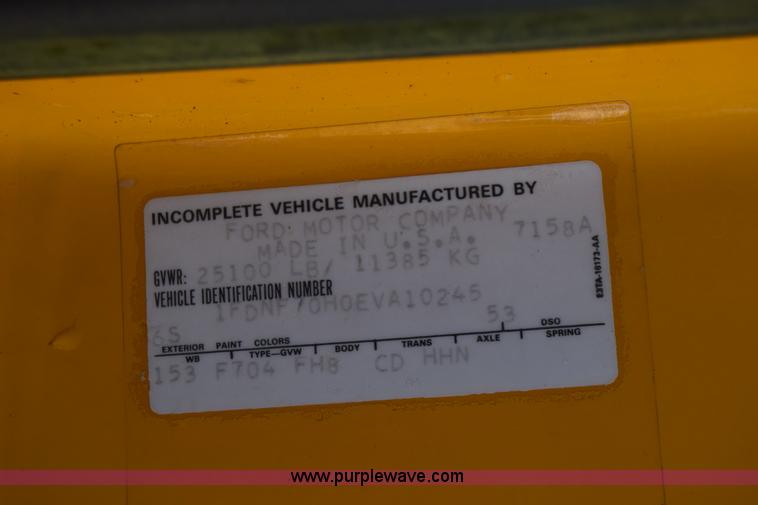 INCOMPLETE VEHICLE MANUFACTURED BY
FORD MOTOR COMPANY
MADE IN U.S.A. 7158A
GVWR: 25100 LB/ 11385 KG
VEHICLE IDENTIFICATION NUMBER
1FDNF70H0EVA10245
6S 53
EXTERIOR PAINT COLORS DSO
WB TYPE—GVW BODY TRANS AXLE SPRING
153 F704 FH8 CD HHN
E3TA-16173-AA
www.purplewave.com